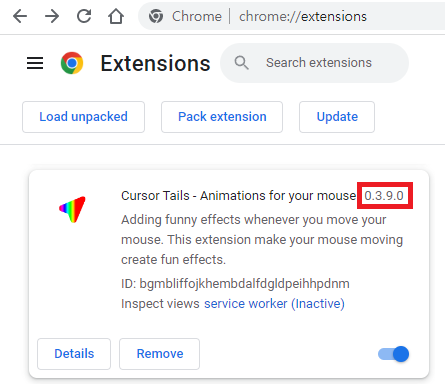 Chrome | chrome://extensions
Extensions
Search extensions
Load unpacked
Pack extension
Update
Cursor Tails - Animations for your mouse 0.3.9.0
Adding funny effects whenever you move your
mouse. This extension make your mouse moving
create fun effects.
ID: bgmbliffojkhembdalfdgldpeihhpdnm
Inspect views service worker (Inactive)
Details
Remove